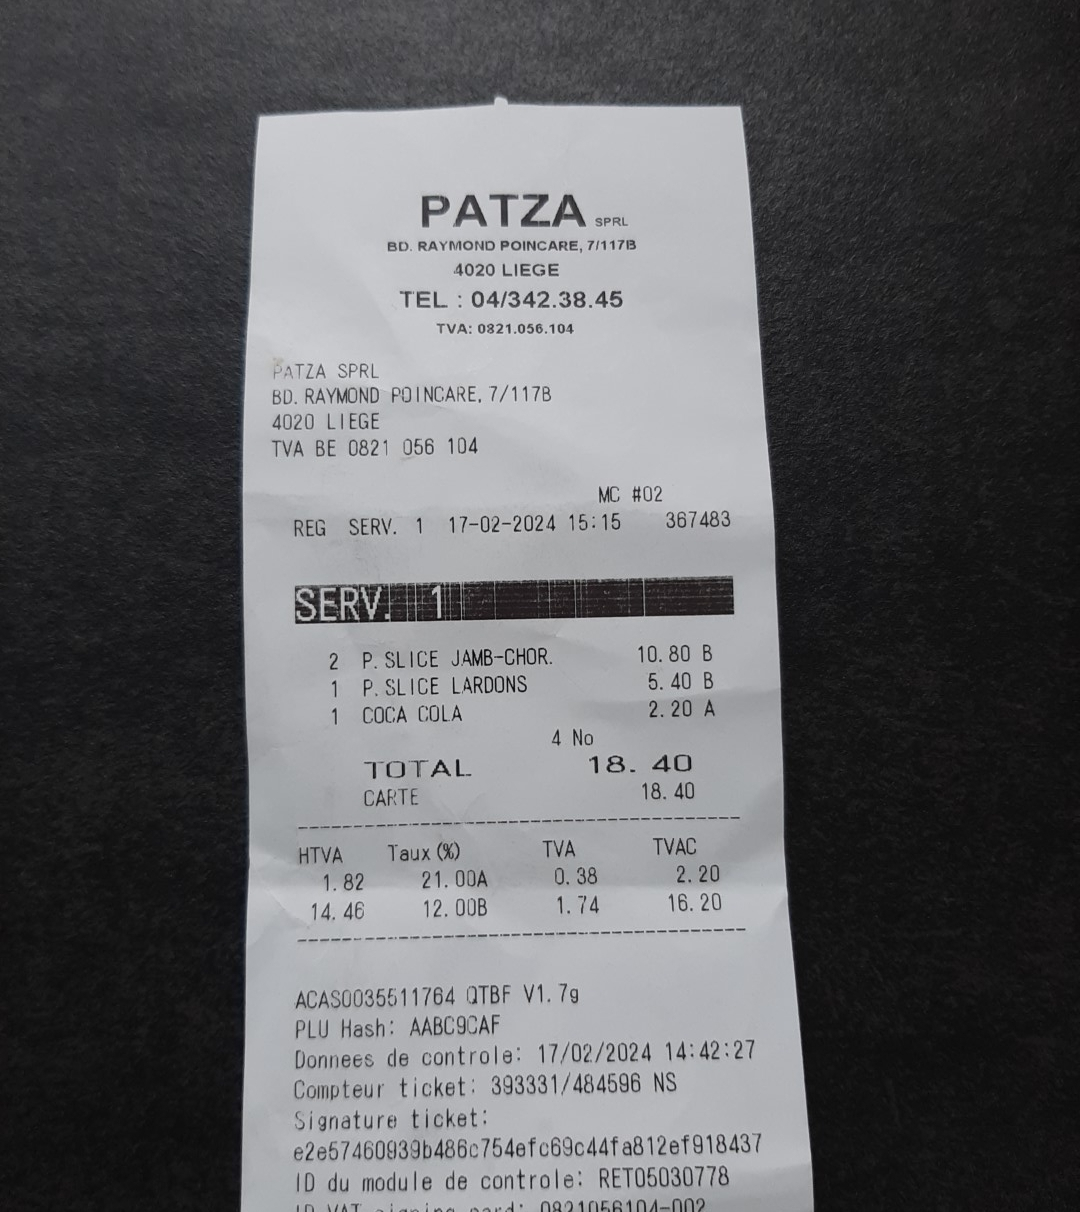 PATZA SPRL
BD. RAYMOND POINCARE, 7/117B
4020 LIEGE
TEL : 04/342.38.45
TVA: 0821.056.104
PATZA SPRL
BD. RAYMOND POINCARE, 7/117B
4020 LIEGE
TVA BE 0821 056 104
MC #02
REG SERV. 1 17-02-2024 15:15 367483
SERV. 1
2 P.SLICE JAMB-CHOR. 10.80 B
1 P.SLICE LARDONS 5.40 B
1 COCA COLA 2.20 A
4 No
TOTAL 18.40
CARTE 18.40
HTVA Taux (%) TVA TVAC
1.82 21.00A 0.38 2.20
14.46 12.00B 1.74 16.20
ACAS0035511764 QTBF V1.7g
PLU Hash: AABC9CAF
Donnees de controle: 17/02/2024 14:42:27
Compteur ticket: 393331/484596 NS
Signature ticket:
e2e57460939b486c754efc69c44fa812ef918437
ID du module de controle: RET05030778
ID VAT signing card: 0821056104-002